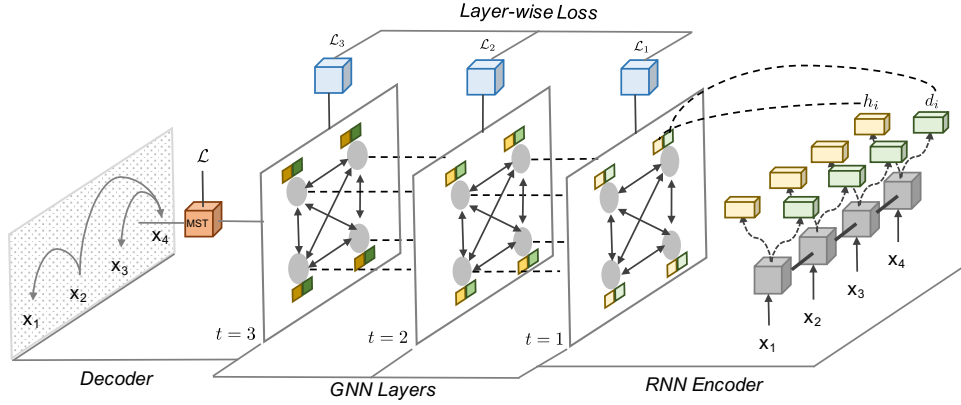 Layer-wise Loss
ℒ₃
ℒ₂
ℒ₁
h_i
d_i
ℒ
MST
x₄
x₃
x₂
x₁
x₄
x₃
x₂
x₁
t = 3
t = 2
t = 1
Decoder
GNN Layers
RNN Encoder